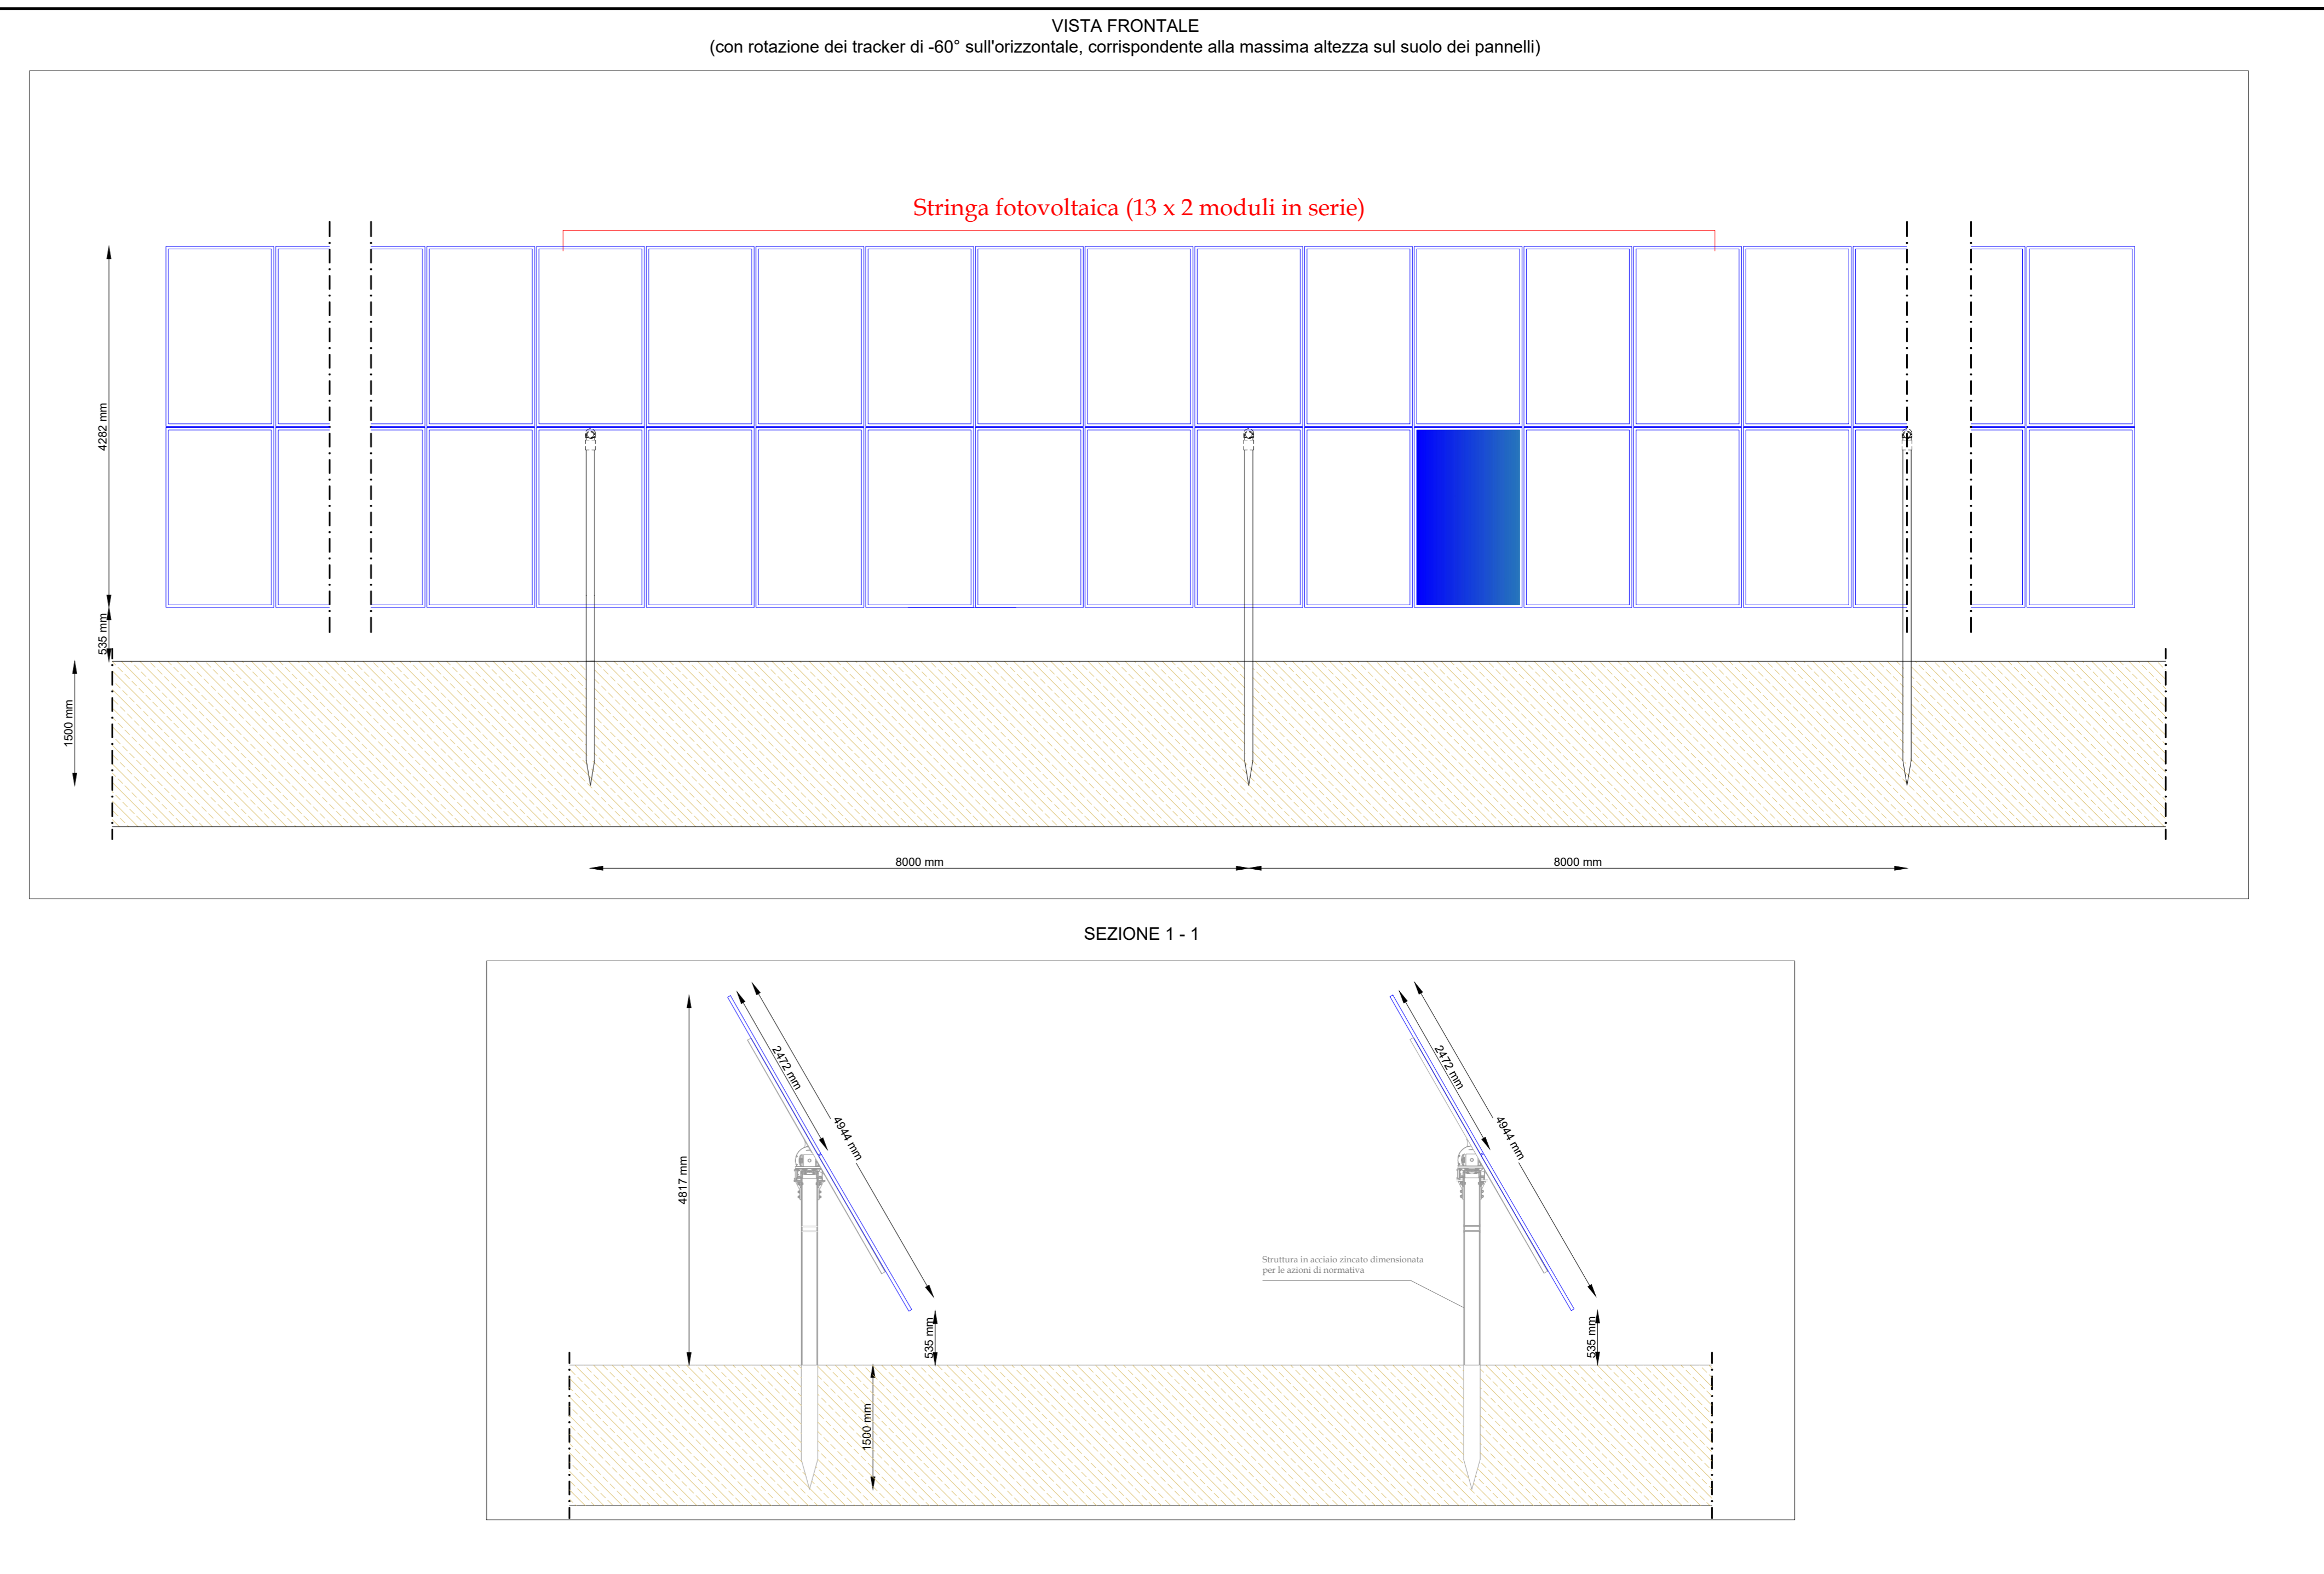 VISTA FRONTALE
(con rotazione dei tracker di -60° sull'orizzontale, corrispondente alla massima altezza sul suolo dei pannelli)
Stringa fotovoltaica (13 x 2 moduli in serie)
4282 mm
535 mm
1500 mm
8000 mm
8000 mm
SEZIONE 1 - 1
2472 mm
4944 mm
4817 mm
535 mm
1500 mm
2472 mm
4944 mm
Struttura in acciaio zincato dimensionata
per le azioni di normativa
535 mm